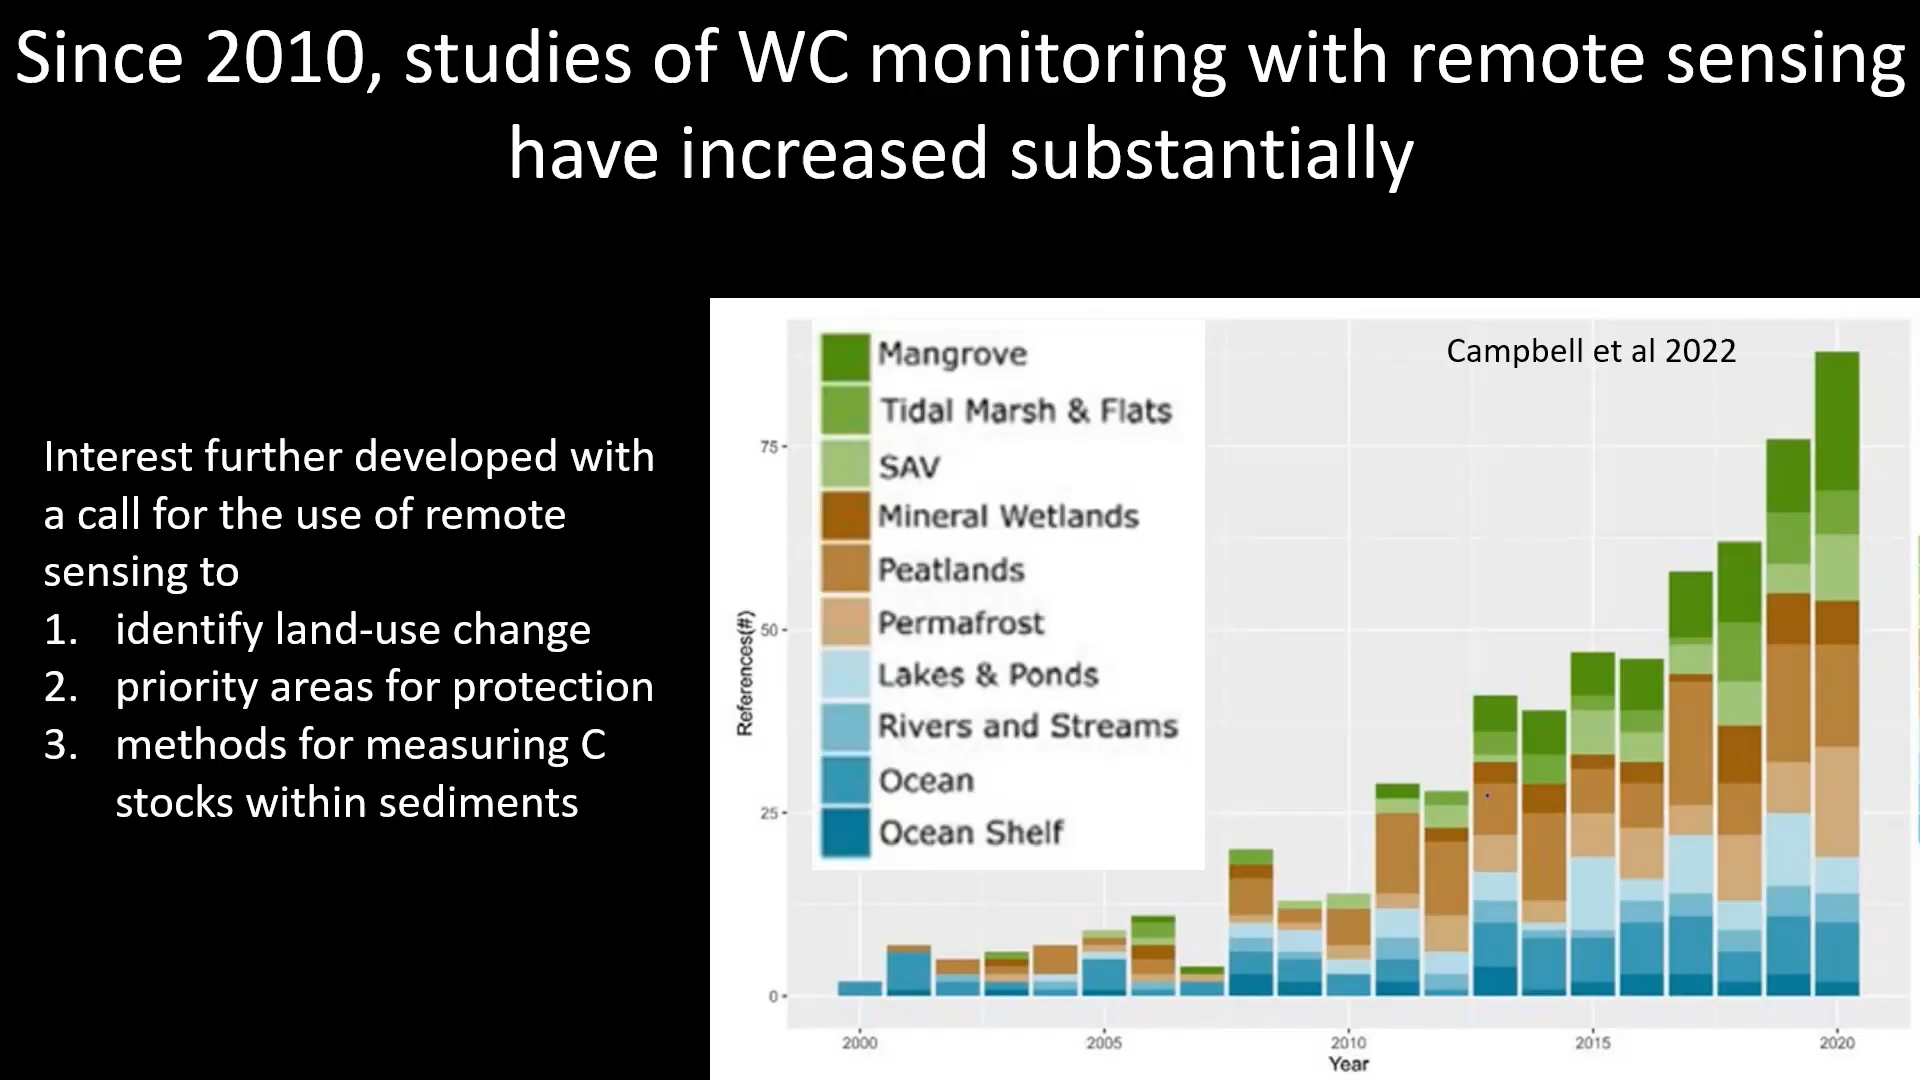 Since 2010, studies of WC monitoring with remote sensing
have increased substantially
Interest further developed with
a call for the use of remote
sensing to
1. identify land-use change
2. priority areas for protection
3. methods for measuring C
stocks within sediments
Campbell et al 2022
Mangrove
Tidal Marsh & Flats
SAV
Mineral Wetlands
Peatlands
Permafrost
Lakes & Ponds
Rivers and Streams
Ocean
Ocean Shelf
References(#)
75
50
25
0
2000 2005 2010 2015 2020
Year